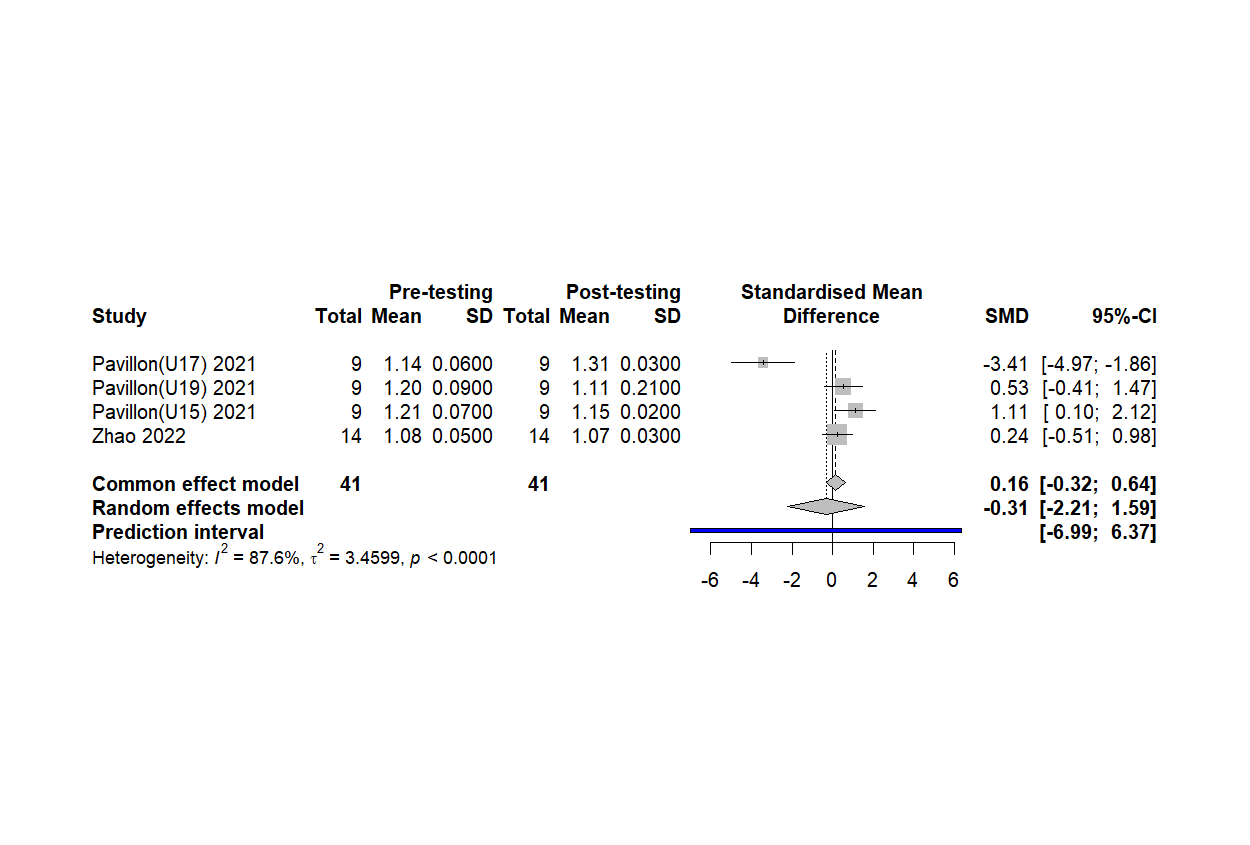 Pre-testing Post-testing Standardised Mean
Study Total Mean SD Total Mean SD Difference SMD 95%-CI
Pavillon(U17) 2021 9 1.14 0.0600 9 1.31 0.0300 -3.41 [-4.97; -1.86]
Pavillon(U19) 2021 9 1.20 0.0900 9 1.11 0.2100 0.53 [-0.41; 1.47]
Pavillon(U15) 2021 9 1.21 0.0700 9 1.15 0.0200 1.11 [ 0.10; 2.12]
Zhao 2022 14 1.08 0.0500 14 1.07 0.0300 0.24 [-0.51; 0.98]
Common effect model 41 41 0.16 [-0.32; 0.64]
Random effects model -0.31 [-2.21; 1.59]
Prediction interval [-6.99; 6.37]
Heterogeneity: I² = 87.6%, τ² = 3.4599, p < 0.0001
-6 -4 -2 0 2 4 6